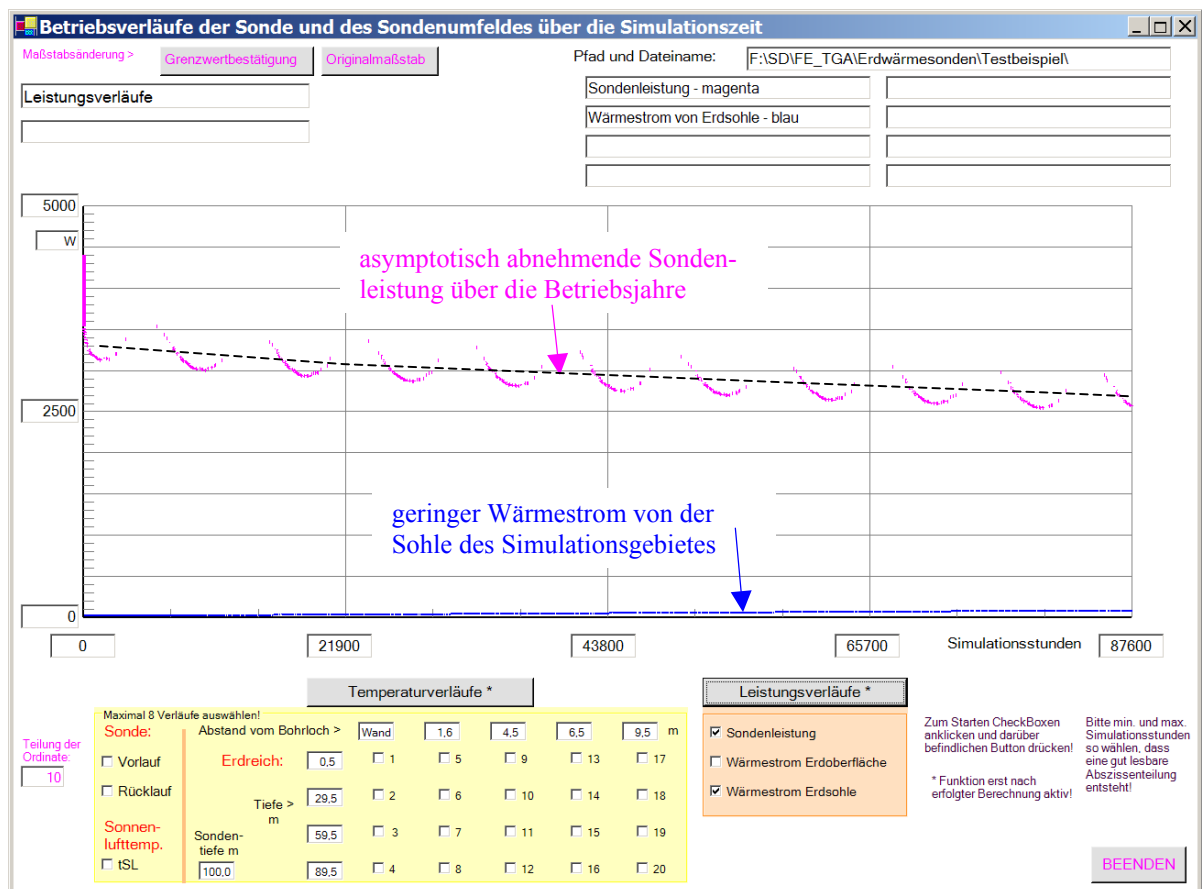 Betriebsverläufe der Sonde und des Sondenumfeldes über die Simulationszeit
Maßstabsänderung >
Grenzwertbestätigung
Originalmaßstab
Pfad und Dateiname:
F:\SD\FE_TGA\Erdwärmesonden\Testbeispiel\
Leistungsverläufe
Sondenleistung - magenta
Wärmestrom von Erdsohle - blau
5000
W
asymptotisch abnehmende Sonden-
leistung über die Betriebsjahre
2500
geringer Wärmestrom von der
Sohle des Simulationsgebietes
0
0
21900
43800
65700
Simulationsstunden
87600
Temperaturverläufe *
Leistungsverläufe *
Teilung der
Ordinate:
10
Maximal 8 Verläufe auswählen!
Sonde:
Abstand vom Bohrloch >
Wand
1,6
4,5
6,5
9,5
m
Vorlauf
Erdreich:
0,5
1
5
9
13
17
Rücklauf
Tiefe >
m
29,5
2
6
10
14
18
Sonnen-
lufttemp.
Sonden-
tiefe m
59,5
3
7
11
15
19
tSL
100,0
89,5
4
8
12
16
20
Sondenleistung
Wärmestrom Erdoberfläche
Wärmestrom Erdsohle
Zum Starten CheckBoxen
anklicken und darüber
befindlichen Button drücken!
* Funktion erst nach
erfolgter Berechnung aktiv!
Bitte min. und max.
Simulationsstunden
so wählen, dass
eine gut lesbare
Abszissenteilung
entsteht!
BEENDEN